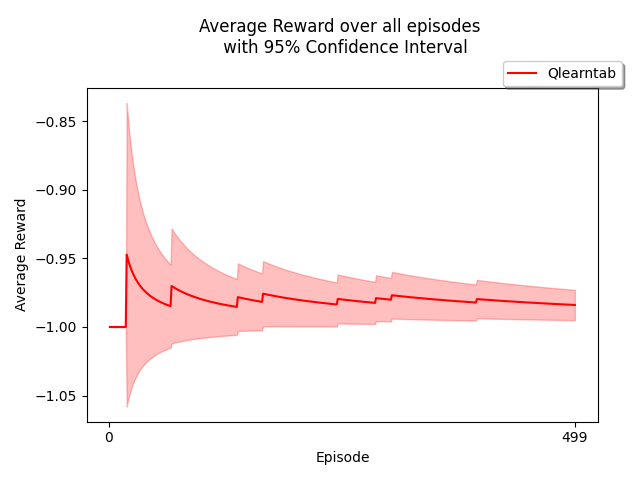 Average Reward over all episodes
with 95% Confidence Interval
Qlearntab
−0.85
−0.90
−0.95
−1.00
−1.05
Average Reward
0
499
Episode